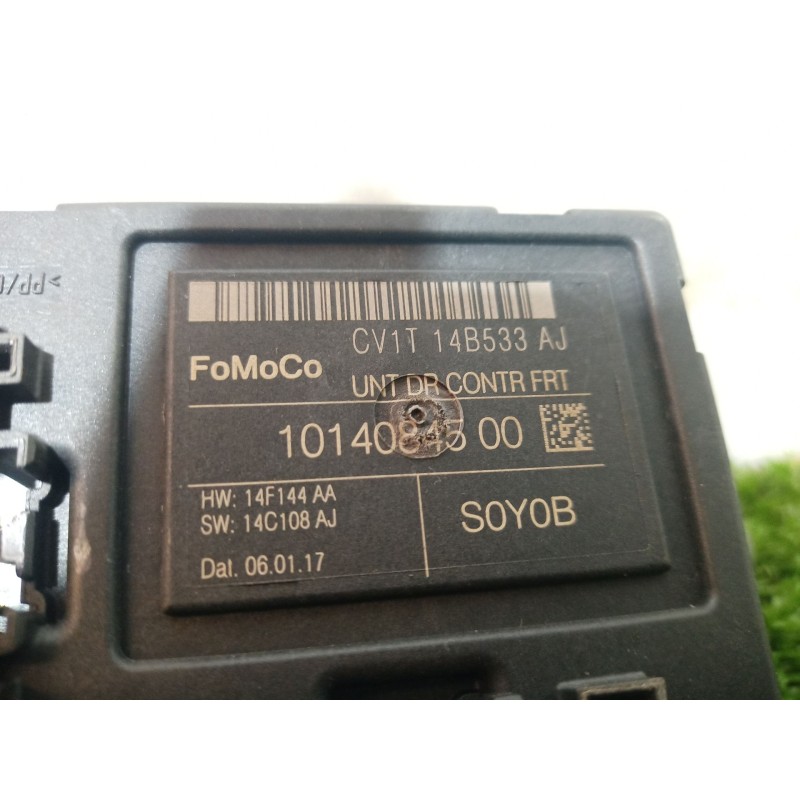 CV1T 14B533 AJ
FoMoCo
UNT DR CONTR FRT
10140845 00
HW: 14F144 AA
SW: 14C108 AJ
S0Y0B
Dat. 06.01.17